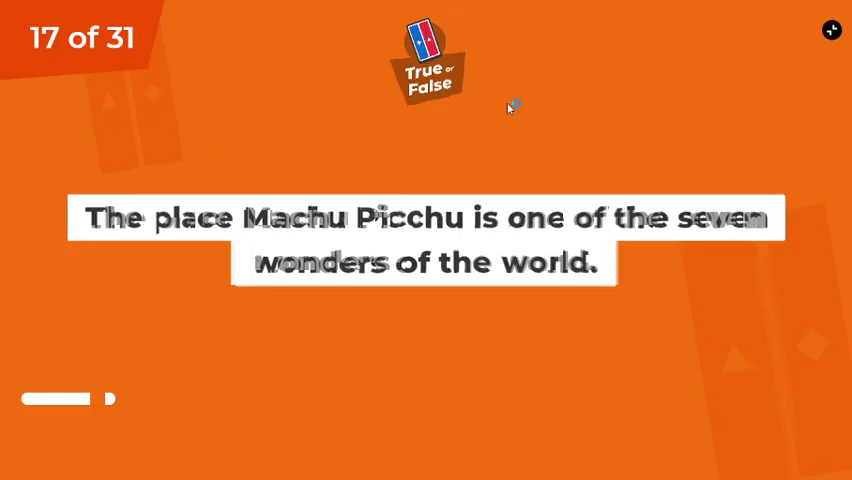 17 of 31
True or
False
The place Machu Picchu is one of the seven
wonders of the world.